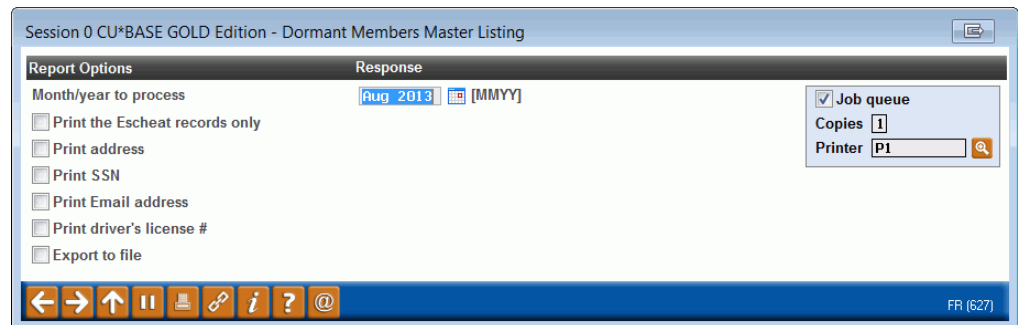 Session 0 CU*BASE GOLD Edition - Dormant Members Master Listing
Report Options Response
Month/year to process Aug 2013 [MMYY]
Print the Escheat records only
Print address
Print SSN
Print Email address
Print driver's license #
Export to file
Job queue
Copies 1
Printer P1
i ? @
FR (627)